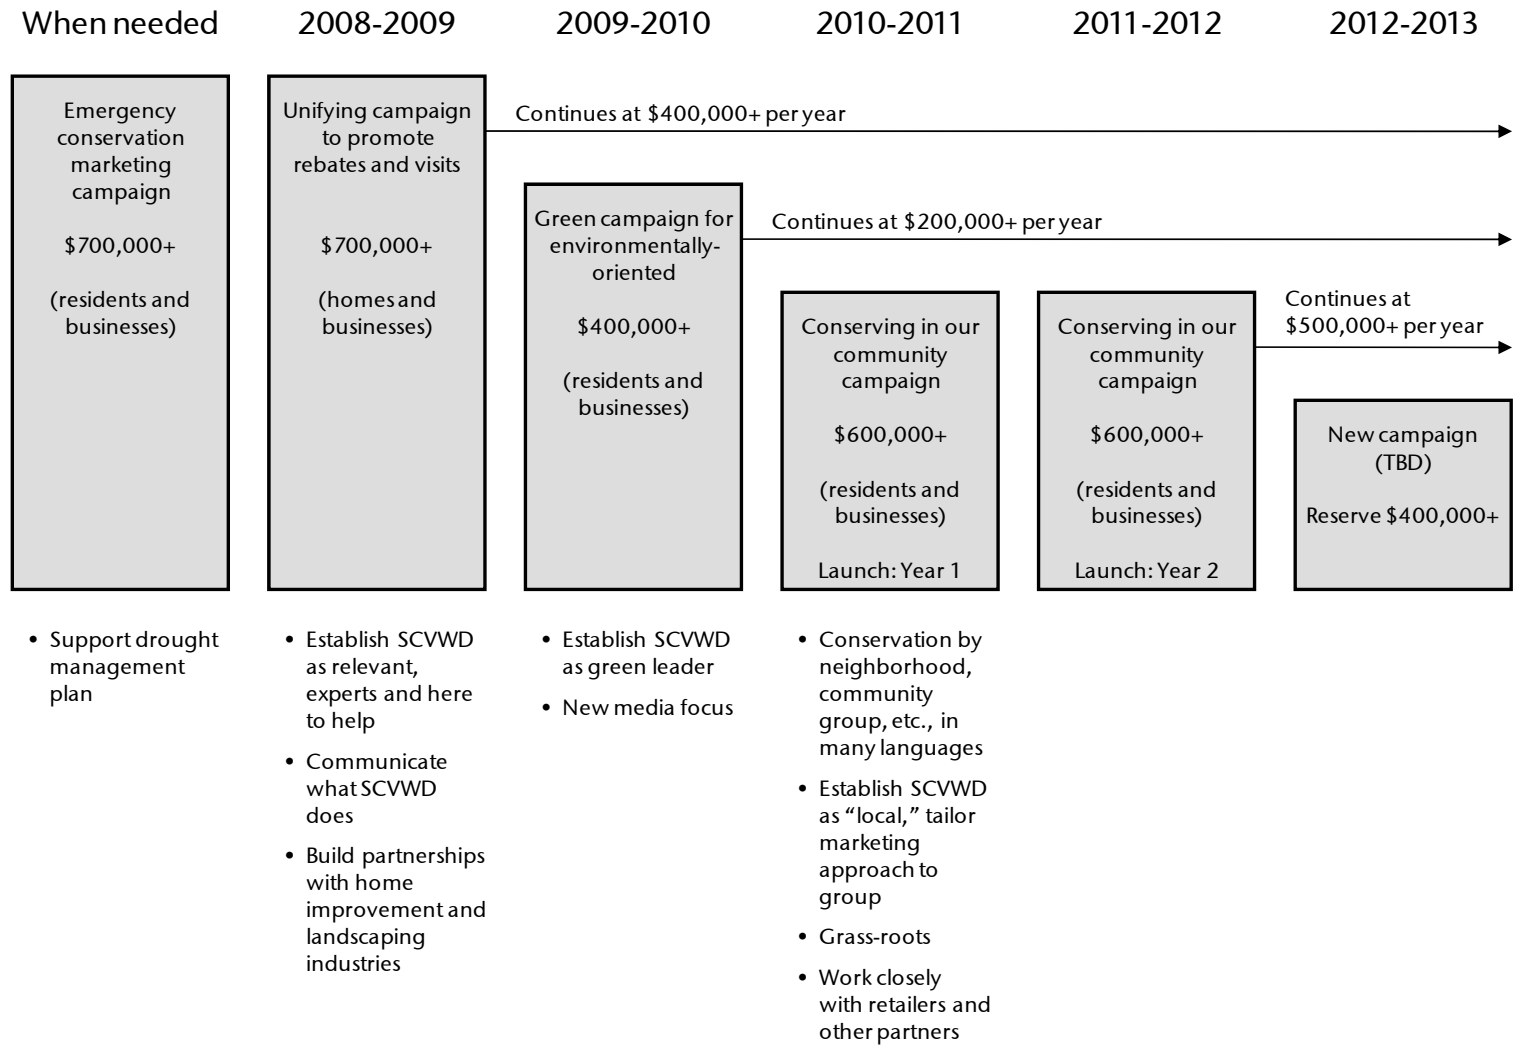 When needed
2008-2009
2009-2010
2010-2011
2011-2012
2012-2013
Emergency
conservation
marketing
campaign
$700,000+
(residents and
businesses)
Unifying campaign
to promote
rebates and visits
$700,000+
(homes and
businesses)
Continues at $400,000+ per year
Green campaign for
environmentally-
oriented
$400,000+
(residents and
businesses)
Continues at $200,000+ per year
Conserving in our
community
campaign
$600,000+
(residents and
businesses)
Launch: Year 1
Conserving in our
community
campaign
$600,000+
(residents and
businesses)
Launch: Year 2
Continues at
$500,000+ per year
New campaign
(TBD)
Reserve $400,000+
• Support drought
management
plan
• Establish SCVWD
as relevant,
experts and here
to help
• Communicate
what SCVWD
does
• Build partnerships
with home
improvement and
landscaping
industries
• Establish SCVWD
as green leader
• New media focus
• Conservation by
neighborhood,
community
group, etc., in
many languages
• Establish SCVWD
as “local,” tailor
marketing
approach to
group
• Grass-roots
• Work closely
with retailers and
other partners